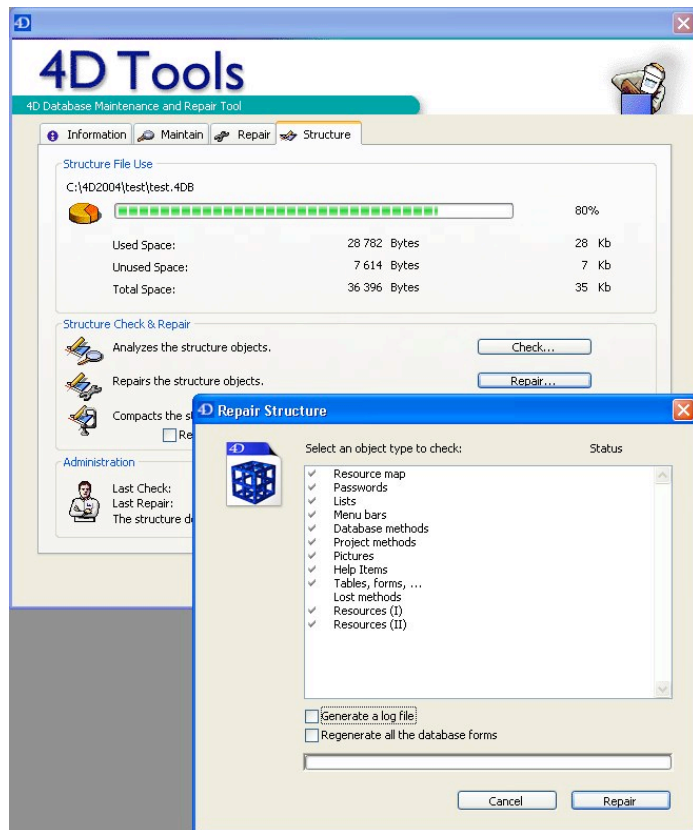 4D
4D Tools
4D Database Maintenance and Repair Tool
Information Maintain Repair Structure
Structure File Use
C:\4D2004\test\test.4DB
80%
Used Space: 28 782 Bytes 28 Kb
Unused Space: 7 614 Bytes 7 Kb
Total Space: 36 396 Bytes 35 Kb
Structure Check & Repair
Analyzes the structure objects. Check...
Repairs the structure objects. Repair...
Compacts the
Re
Administration
Last Check:
Last Repair:
The structure
4D Repair Structure
4D
Select an object type to check: Status
Resource map
Passwords
Lists
Menu bars
Database methods
Project methods
Pictures
Help Items
Tables, forms, ...
Lost methods
Resources (I)
Resources (II)
Generate a log file
Regenerate all the database forms
Cancel Repair